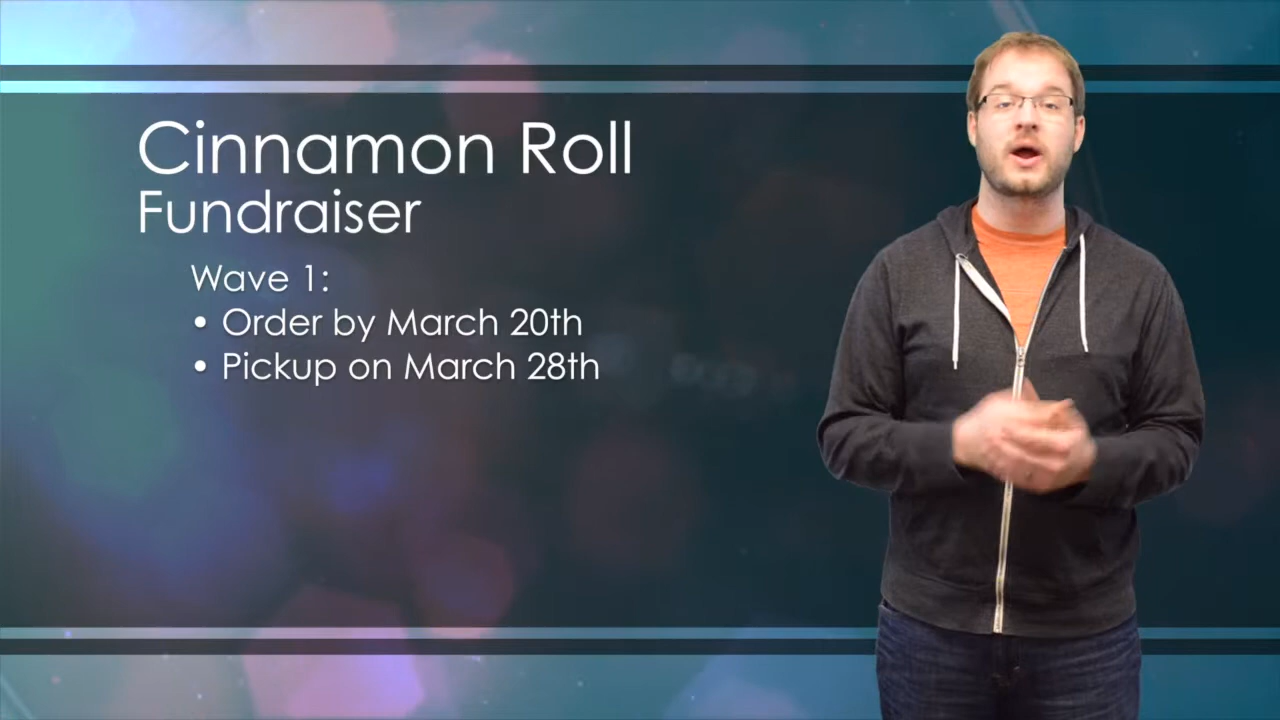 Cinnamon Roll
Fundraiser
Wave 1:
• Order by March 20th
• Pickup on March 28th